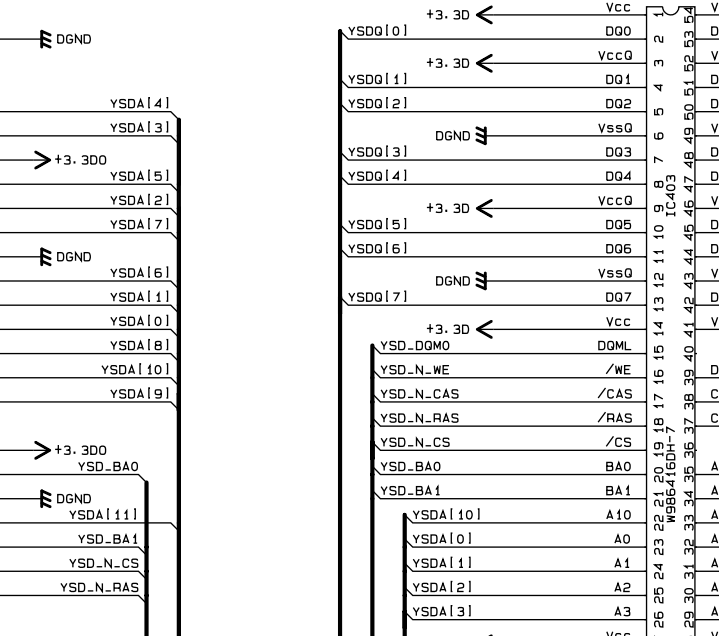 DGND
YSDA[4]
YSDA[3]
+3.3DO
YSDA[5]
YSDA[2]
YSDA[7]
DGND
YSDA[6]
YSDA[1]
YSDA[0]
YSDA[8]
YSDA[10]
YSDA[9]
+3.3DO
YSD_BA0
DGND
YSDA[11]
YSD_BA1
YSD_N_CS
YSD_N_RAS
+3.3D Vcc 1 54 V
YSDQ[0] DQ0 2 53 D
+3.3D VccQ 3 52 V
YSDQ[1] DQ1 4 51 D
YSDQ[2] DQ2 5 50 D
DGND VssQ 6 49 V
YSDQ[3] DQ3 7 48 D
YSDQ[4] DQ4 8 47 D
+3.3D VccQ 9 46 V
YSDQ[5] DQ5 10 45 D
YSDQ[6] DQ6 11 44 D
DGND VssQ 12 43 V
YSDQ[7] DQ7 13 42 D
+3.3D Vcc 14 41 V
YSD_DQM0 DQML 15 40
YSD_N_WE /WE 16 39 D
YSD_N_CAS /CAS 17 38 C
YSD_N_RAS /RAS 18 37 C
YSD_N_CS /CS 19 36
YSD_BA0 BA0 20 35 A
YSD_BA1 BA1 21 34 A
YSDA[10] A10 22 33 A
YSDA[0] A0 23 32 A
YSDA[1] A1 24 31 A
YSDA[2] A2 25 30 A
YSDA[3] A3 26 29 A
IC403
W986416DH-7